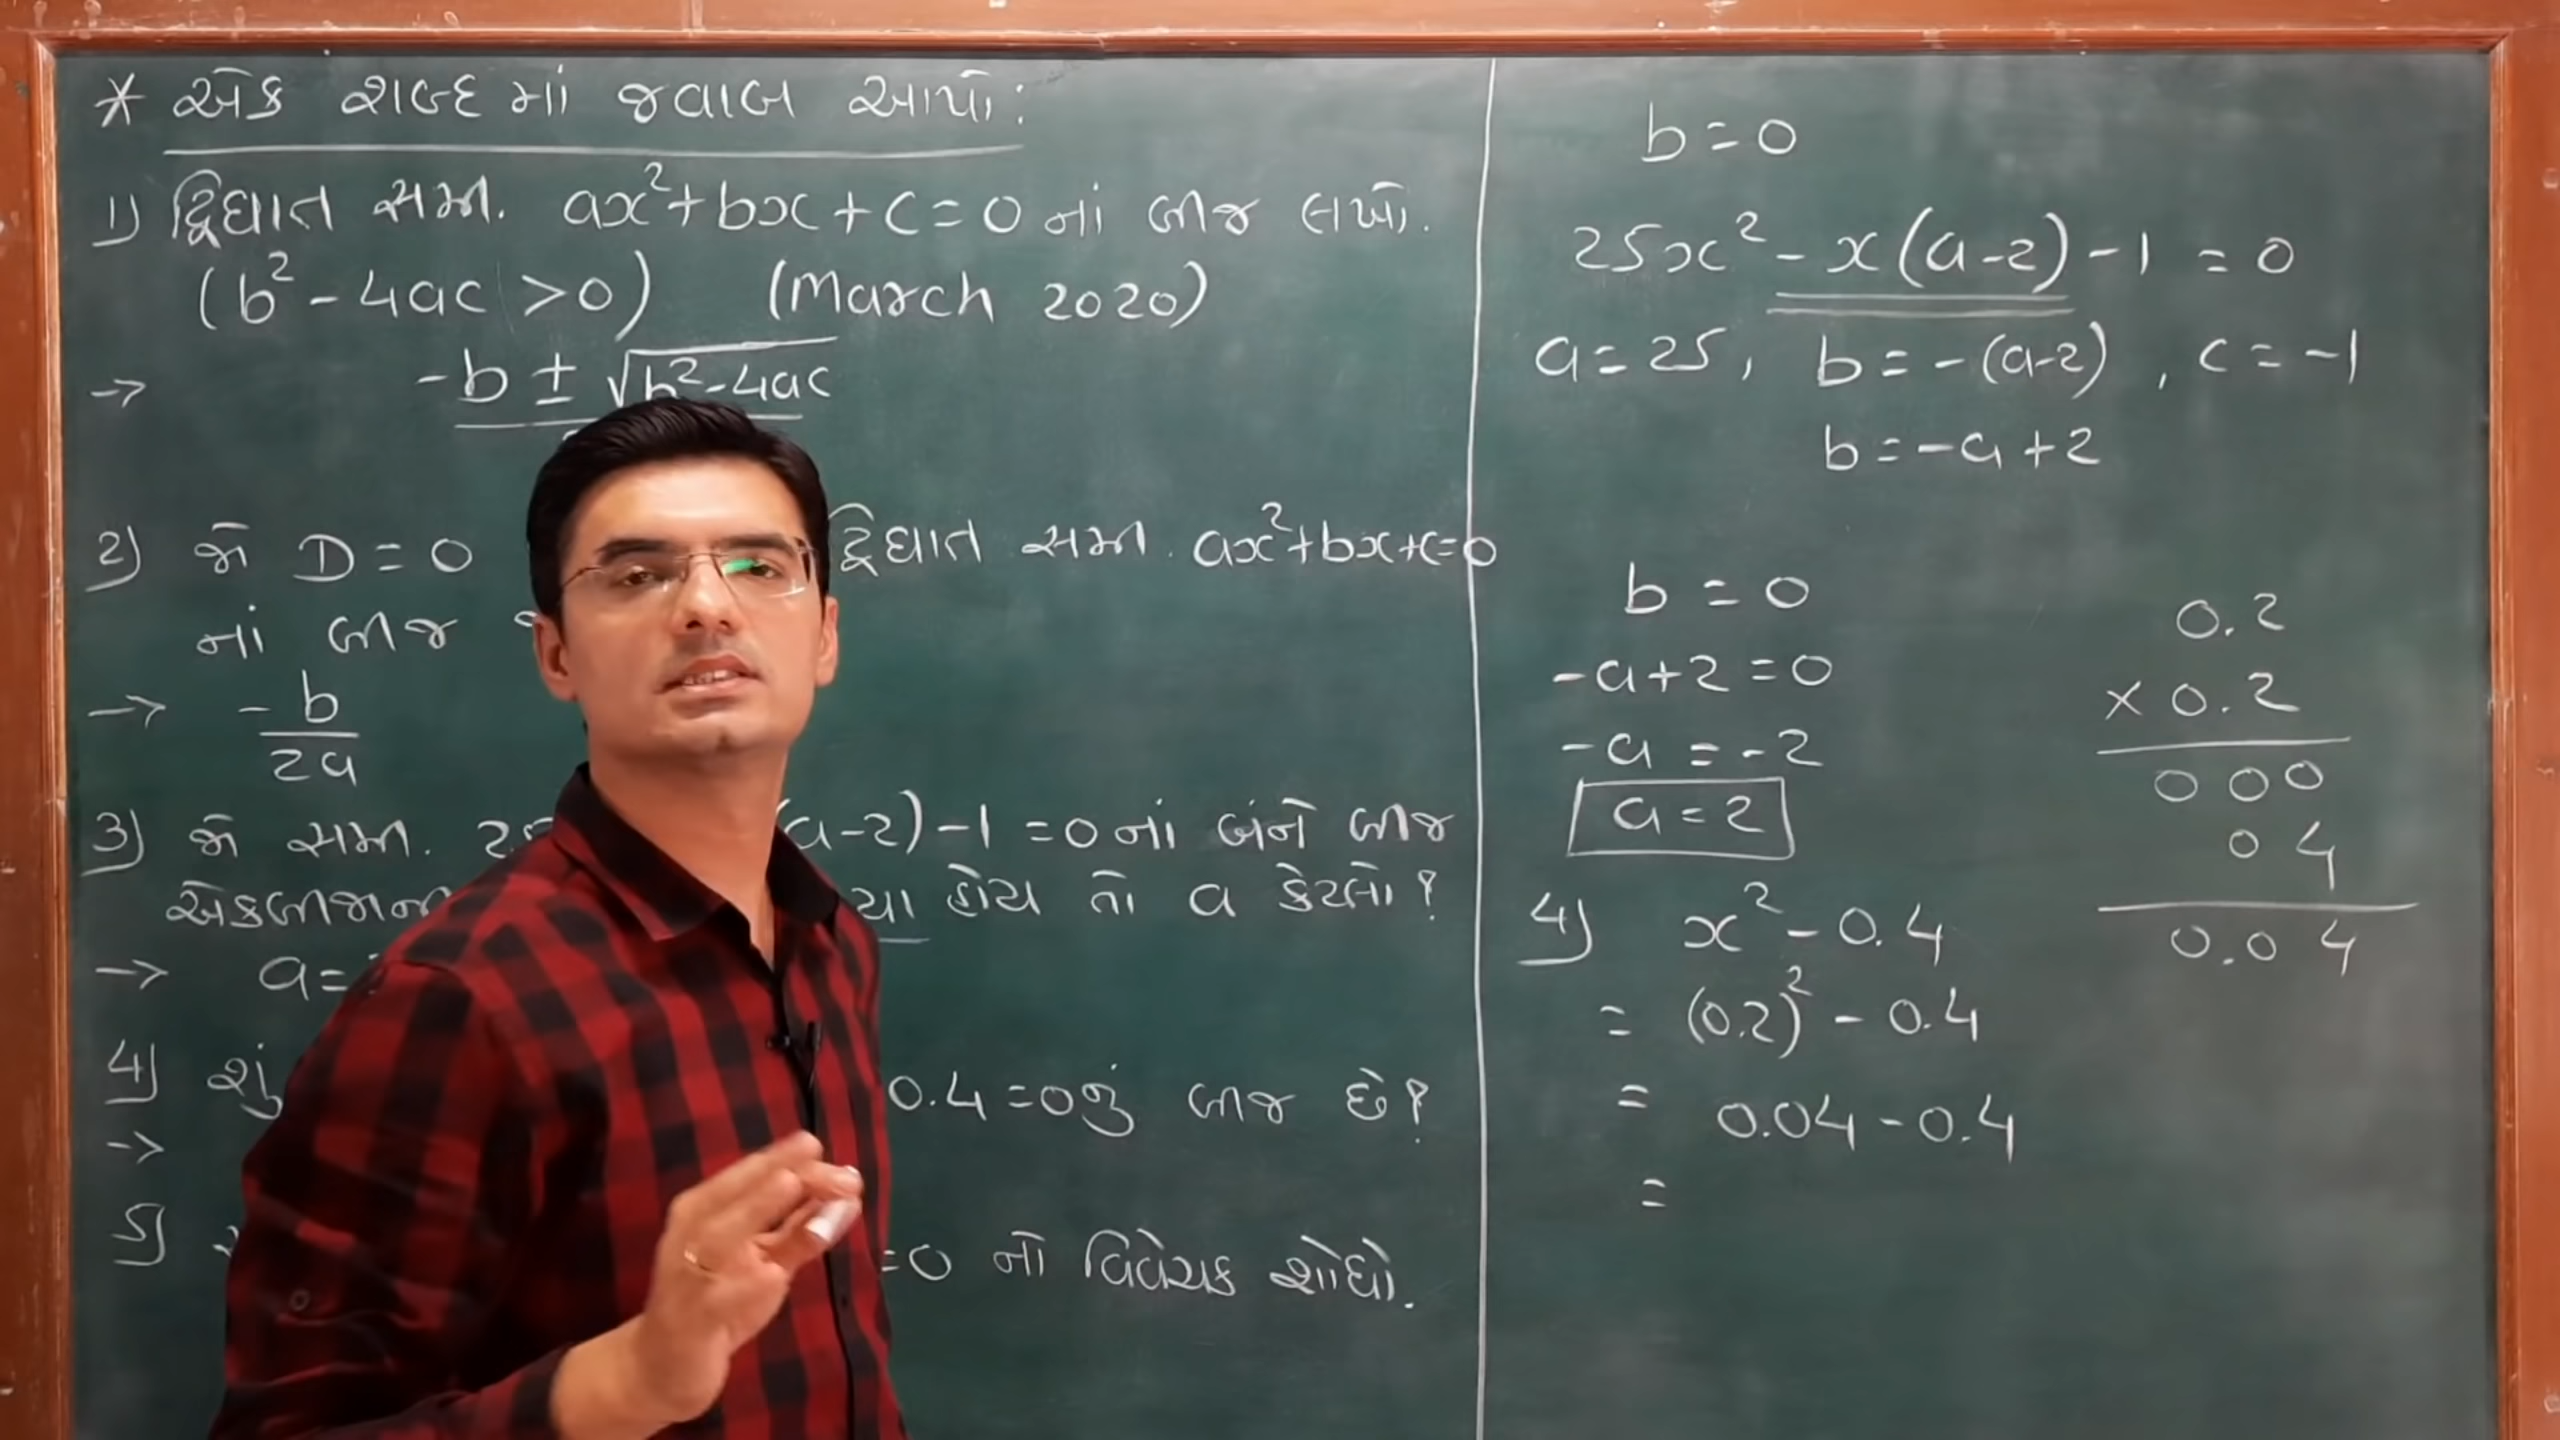 * એક શબ્દમાં જવાબ આપો:
1) દ્વિઘાત સમી. ax²+bx+c=0 નાં બીજ લખો.
(b²-4ac >0) (March 2020)
→ -b ± √b²-4ac
2) જો D=0 દ્વિઘાત સમી. ax²+bx+c=0
નાં બીજ
→ -b
2a
3) જો સમી. (a-2)-1=0 નાં બંને બીજ
હોય તો a કેટલો?
→ a=
4) શું 0.4=0નું બીજ છે?
→
5) =0 નો વિવેચક શોધો.
b=0
25x²-x(a-2)-1=0
a=25, b=-(a-2), c=-1
b=-a+2
b=0
-a+2=0
-a=-2
a=2
0.2
×0.2
000
04
0.04
4) x²-0.4
= (0.2)²-0.4
= 0.04-0.4
=